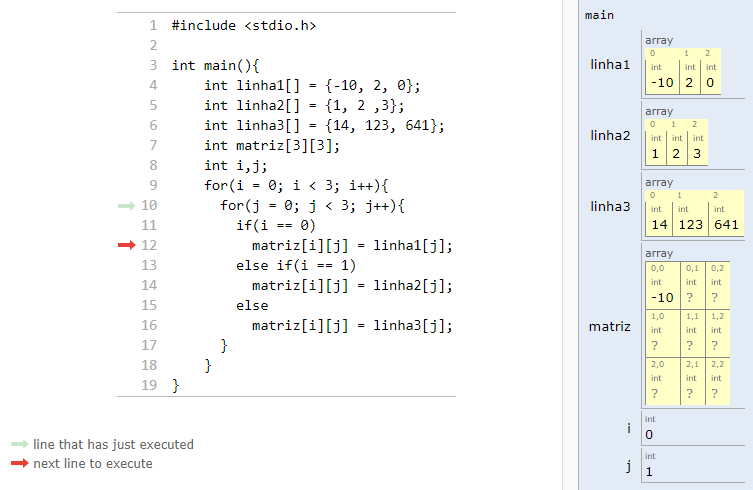 1 #include <stdio.h>
2
3 int main(){
4 int linha1[] = {-10, 2, 0};
5 int linha2[] = {1, 2 ,3};
6 int linha3[] = {14, 123, 641};
7 int matriz[3][3];
8 int i,j;
9 for(i = 0; i < 3; i++){
10 for(j = 0; j < 3; j++){
11 if(i == 0)
12 matriz[i][j] = linha1[j];
13 else if(i == 1)
14 matriz[i][j] = linha2[j];
15 else
16 matriz[i][j] = linha3[j];
17 }
18 }
19 }
line that has just executed
next line to execute
main
array
0 1 2
int int int
linha1 -10 2 0
array
0 1 2
int int int
linha2 1 2 3
array
0 1 2
int int int
linha3 14 123 641
array
0,0 0,1 0,2
int int int
-10 ? ?
1,0 1,1 1,2
matriz int int int
? ? ?
2,0 2,1 2,2
int int int
? ? ?
int
i 0
int
j 1